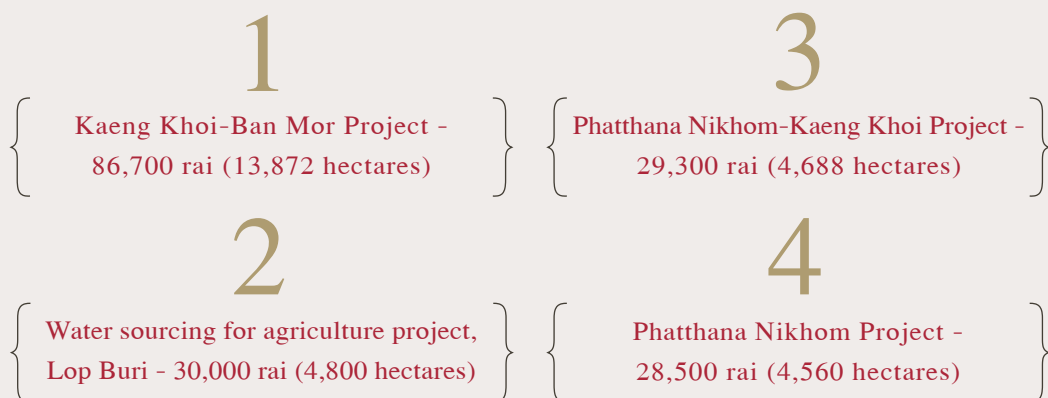 1
Kaeng Khoi-Ban Mor Project -
86,700 rai (13,872 hectares)
2
Water sourcing for agriculture project,
Lop Buri - 30,000 rai (4,800 hectares)
3
Phatthana Nikhom-Kaeng Khoi Project -
29,300 rai (4,688 hectares)
4
Phatthana Nikhom Project -
28,500 rai (4,560 hectares)